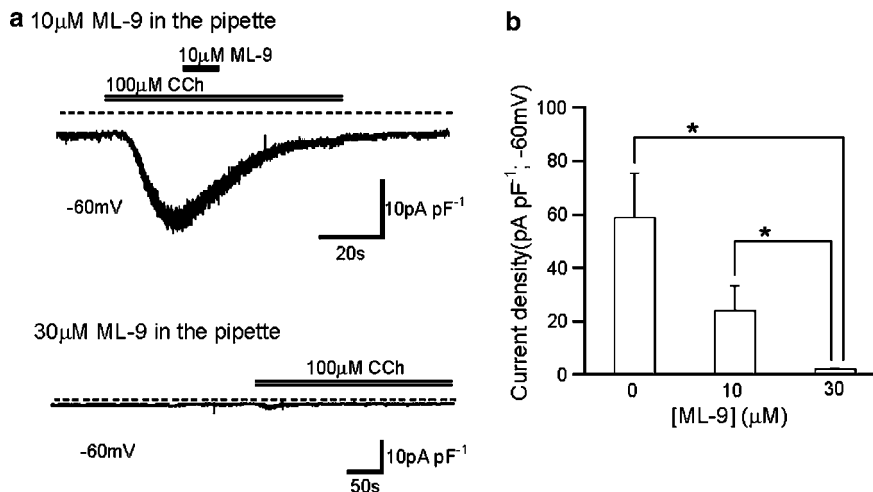 a 10μM ML-9 in the pipette
10μM ML-9
100μM CCh
-60mV
10pA pF⁻¹
20s
30μM ML-9 in the pipette
100μM CCh
-60mV
10pA pF⁻¹
50s
b
Current density(pA pF⁻¹; -60mV)
100
80
60
40
20
0
*
*
0 10 30
[ML-9] (μM)